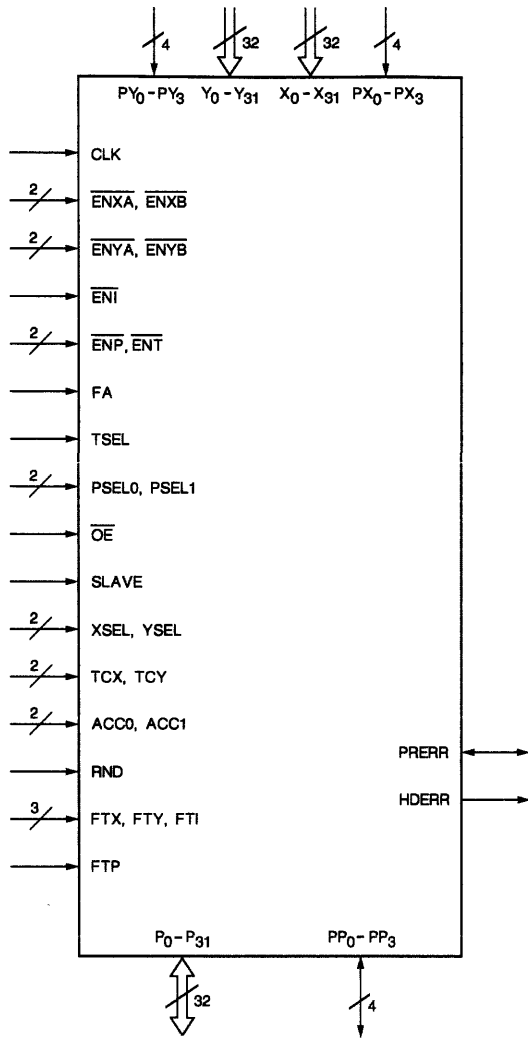 4 32 32 4
PY0-PY3 Y0-Y31 X0-X31 PX0-PX3
CLK
2 ENXA, ENXB
2 ENYA, ENYB
ENI
2 ENP, ENT
FA
TSEL
2 PSEL0, PSEL1
OE
SLAVE
2 XSEL, YSEL
2 TCX, TCY
2 ACC0, ACC1
PRERR
RND
HDERR
3 FTX, FTY, FTI
FTP
P0-P31 PP0-PP3
32 4